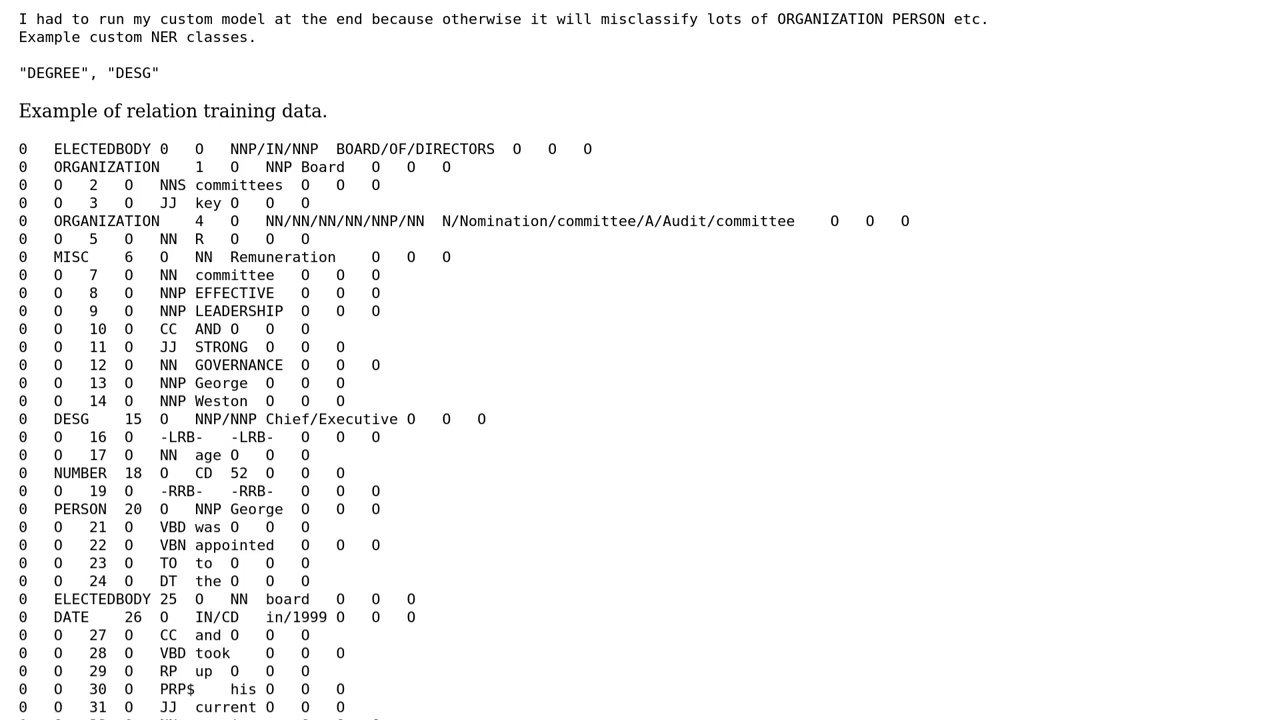 I had to run my custom model at the end because otherwise it will misclassify lots of ORGANIZATION PERSON etc.
Example custom NER classes.
"DEGREE", "DESG"
Example of relation training data.
0 ELECTEDBODY 0 O NNP/IN/NNP BOARD/OF/DIRECTORS O O O
0 ORGANIZATION 1 O NNP Board O O O
0 O 2 O NNS committees O O O
0 O 3 O JJ key O O O
0 ORGANIZATION 4 O NN/NN/NN/NN/NNP/NN N/Nomination/committee/A/Audit/committee O O O
0 O 5 O NN R O O O
0 MISC 6 O NN Remuneration O O O
0 O 7 O NN committee O O O
0 O 8 O NNP EFFECTIVE O O O
0 O 9 O NNP LEADERSHIP O O O
0 O 10 O CC AND O O O
0 O 11 O JJ STRONG O O O
0 O 12 O NN GOVERNANCE O O O
0 O 13 O NNP George O O O
0 O 14 O NNP Weston O O O
0 DESG 15 O NNP/NNP Chief/Executive O O O
0 O 16 O -LRB- -LRB- O O O
0 O 17 O NN age O O O
0 NUMBER 18 O CD 52 O O O
0 O 19 O -RRB- -RRB- O O O
0 PERSON 20 O NNP George O O O
0 O 21 O VBD was O O O
0 O 22 O VBN appointed O O O
0 O 23 O TO to O O O
0 O 24 O DT the O O O
0 ELECTEDBODY 25 O NN board O O O
0 DATE 26 O IN/CD in/1999 O O O
0 O 27 O CC and O O O
0 O 28 O VBD took O O O
0 O 29 O RP up O O O
0 O 30 O PRP$ his O O O
0 O 31 O JJ current O O O